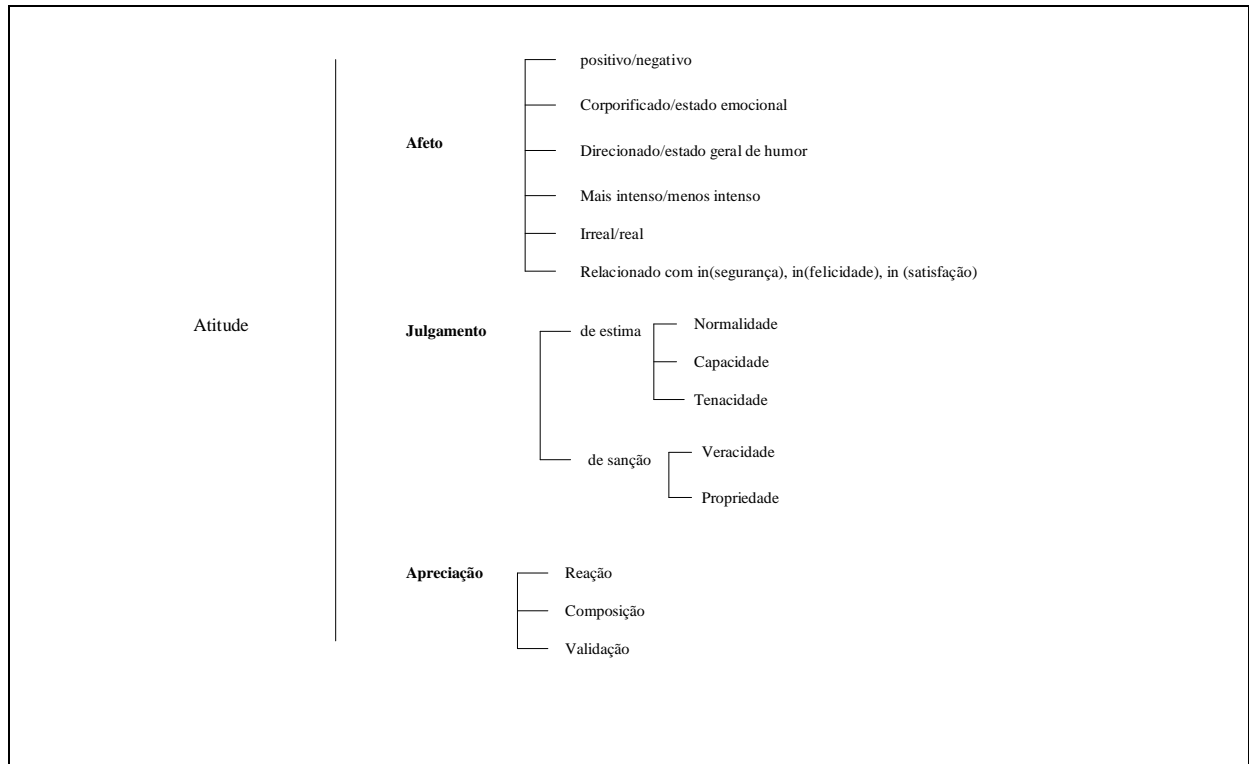 Atitude
Afeto
positivo/negativo
Corporificado/estado emocional
Direcionado/estado geral de humor
Mais intenso/menos intenso
Irreal/real
Relacionado com in(segurança), in(felicidade), in (satisfação)
Julgamento
de estima
Normalidade
Capacidade
Tenacidade
de sanção
Veracidade
Propriedade
Apreciação
Reação
Composição
Validação